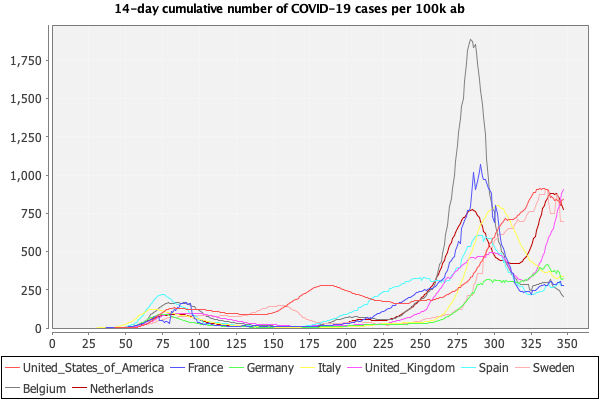 14-day cumulative number of COVID-19 cases per 100k ab
1,750
1,500
1,250
1,000
750
500
250
0
0 25 50 75 100 125 150 175 200 225 250 275 300 325 350
United_States_of_America France Germany Italy United_Kingdom Spain Sweden
Belgium Netherlands